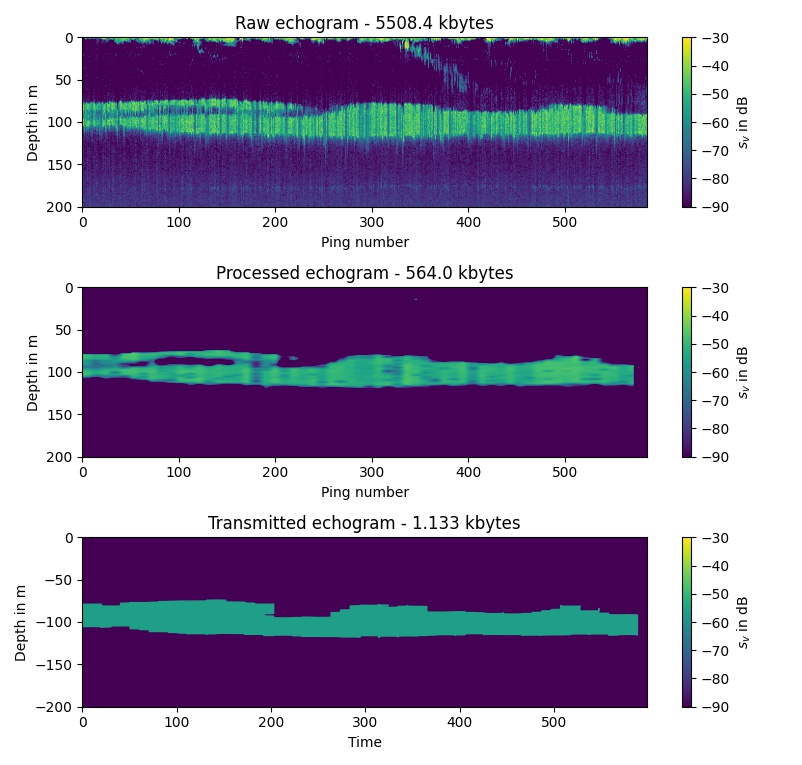 Raw echogram - 5508.4 kbytes
0
50
100
150
200
Depth in m
0 100 200 300 400 500
Ping number
−30
−40
−50
−60
−70
−80
−90
sv in dB
Processed echogram - 564.0 kbytes
0
50
100
150
200
Depth in m
0 100 200 300 400 500
Ping number
−30
−40
−50
−60
−70
−80
−90
sv in dB
Transmitted echogram - 1.133 kbytes
0
−50
−100
−150
−200
Depth in m
0 100 200 300 400 500
Time
−30
−40
−50
−60
−70
−80
−90
sv in dB